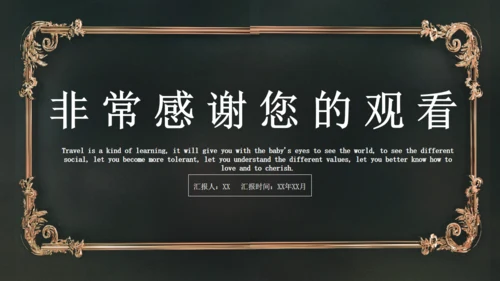 非常感谢您的观看
Travel is a kind of learning, it will give you with the baby's eyes to see the world, to see the different
social, let you become more tolerant, let you understand the different values, let you better know how to
love and to cherish.
汇报人：XX 汇报时间：XX年XX月